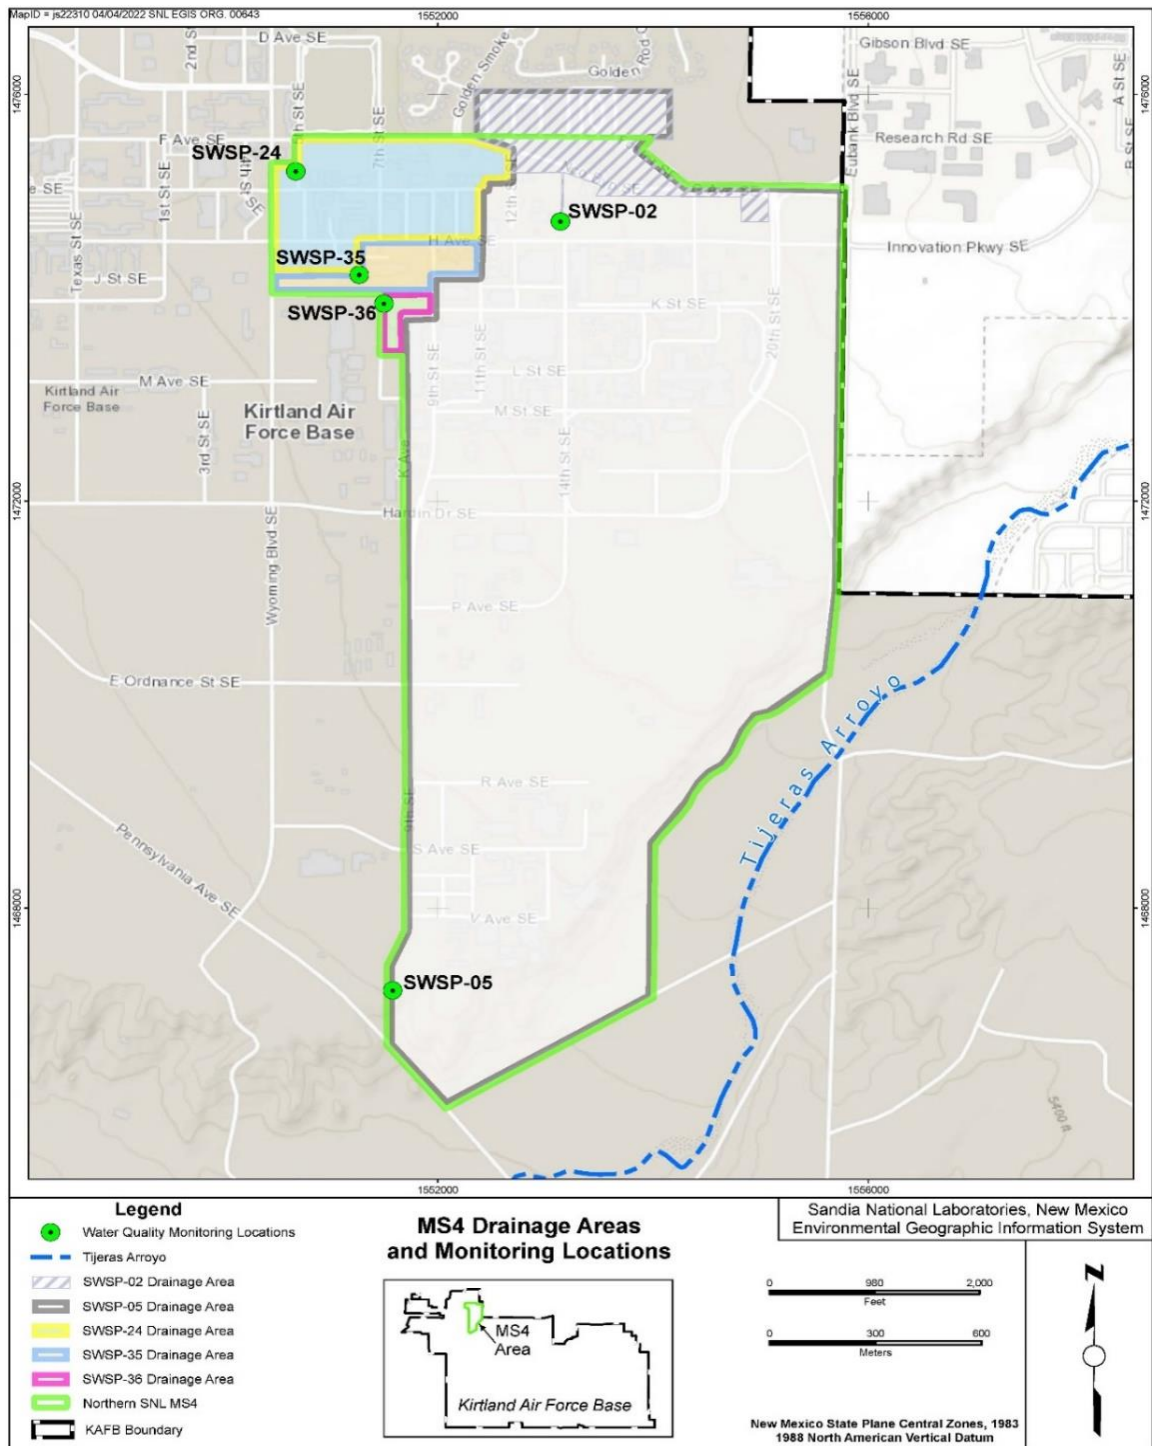 MapID = js22310 04/04/2022 SNL EGIS ORG. 00643
1552000
1556000
D Ave SE
2nd St
Golden Smoke
Golden Rod
Gibson Blvd SE
A St SE
1476000
1476000
F Ave SE
7th St SE
Eubank Blvd SE
Research Rd SE
B St SE
SWSP-24
1st St SE
12th St SE
SWSP-02
Texas St SE
SWSP-35
H Ave SE
Innovation Pkwy SE
J St SE
SWSP-36
K St SE
20th St SE
9th St SE
11th St SE
L St SE
M Ave SE
Kirtland Air
Force Base
3rd St SE
Kirtland Air
Force Base
M St SE
14th St SE
1472000
1472000
Hardin Dr SE
Wyoming Blvd SE
P Ave SE
E Ordnance St SE
Tijeras Arroyo
R Ave SE
9th SE
S Ave SE
Pennsylvania Ave SE
1468000
1468000
V Ave SE
SWSP-05
5400 ft
1552000
1556000
Legend
Water Quality Monitoring Locations
Tijeras Arroyo
SWSP-02 Drainage Area
SWSP-05 Drainage Area
SWSP-24 Drainage Area
SWSP-35 Drainage Area
SWSP-36 Drainage Area
Northern SNL MS4
KAFB Boundary
MS4 Drainage Areas
and Monitoring Locations
MS4
Area
Kirtland Air Force Base
Sandia National Laboratories, New Mexico
Environmental Geographic Information System
0 980 2,000
Feet
0 300 600
Meters
N
New Mexico State Plane Central Zones, 1983
1988 North American Vertical Datum